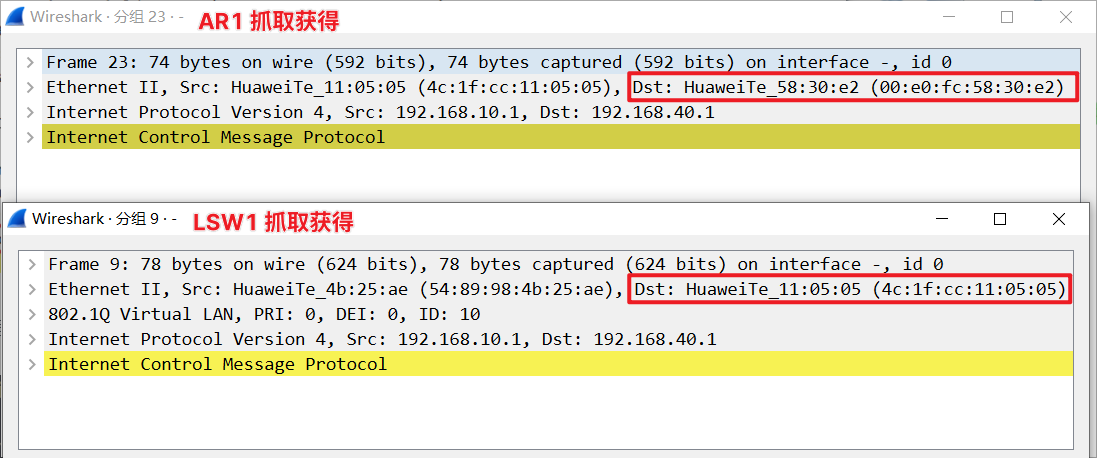 Wireshark · 分组 23 · -
AR1 抓取获得
Frame 23: 74 bytes on wire (592 bits), 74 bytes captured (592 bits) on interface -, id 0
Ethernet II, Src: HuaweiTe_11:05:05 (4c:1f:cc:11:05:05), Dst: HuaweiTe_58:30:e2 (00:e0:fc:58:30:e2)
Internet Protocol Version 4, Src: 192.168.10.1, Dst: 192.168.40.1
Internet Control Message Protocol
Wireshark · 分组 9 · -
LSW1 抓取获得
Frame 9: 78 bytes on wire (624 bits), 78 bytes captured (624 bits) on interface -, id 0
Ethernet II, Src: HuaweiTe_4b:25:ae (54:89:98:4b:25:ae), Dst: HuaweiTe_11:05:05 (4c:1f:cc:11:05:05)
802.1Q Virtual LAN, PRI: 0, DEI: 0, ID: 10
Internet Protocol Version 4, Src: 192.168.10.1, Dst: 192.168.40.1
Internet Control Message Protocol